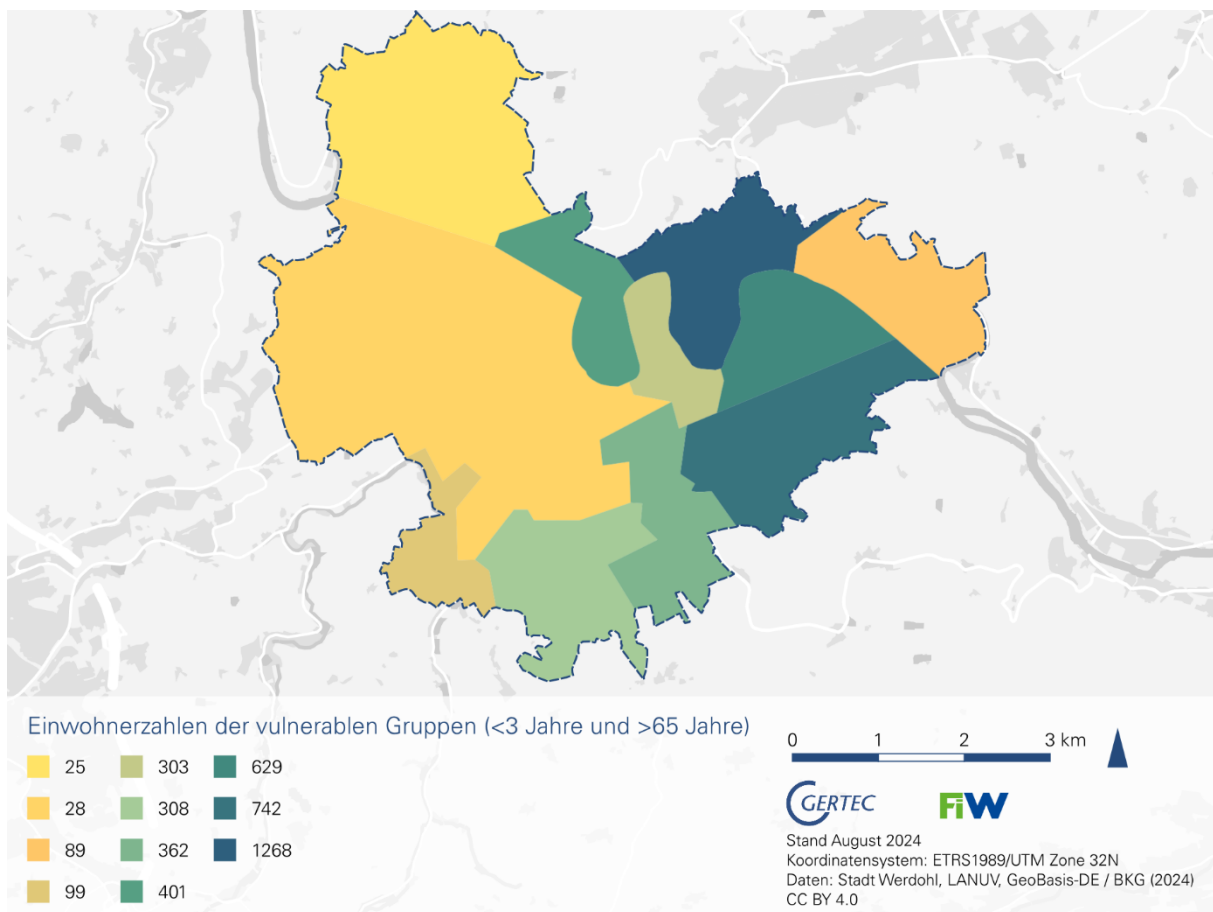 Einwohnerzahlen der vulnerablen Gruppen (<3 Jahre und >65 Jahre)
25
28
89
99
303
308
362
401
629
742
1268
0 1 2 3 km
GERTEC
FiW
Stand August 2024
Koordinatensystem: ETRS1989/UTM Zone 32N
Daten: Stadt Werdohl, LANUV, GeoBasis-DE / BKG (2024)
CC BY 4.0